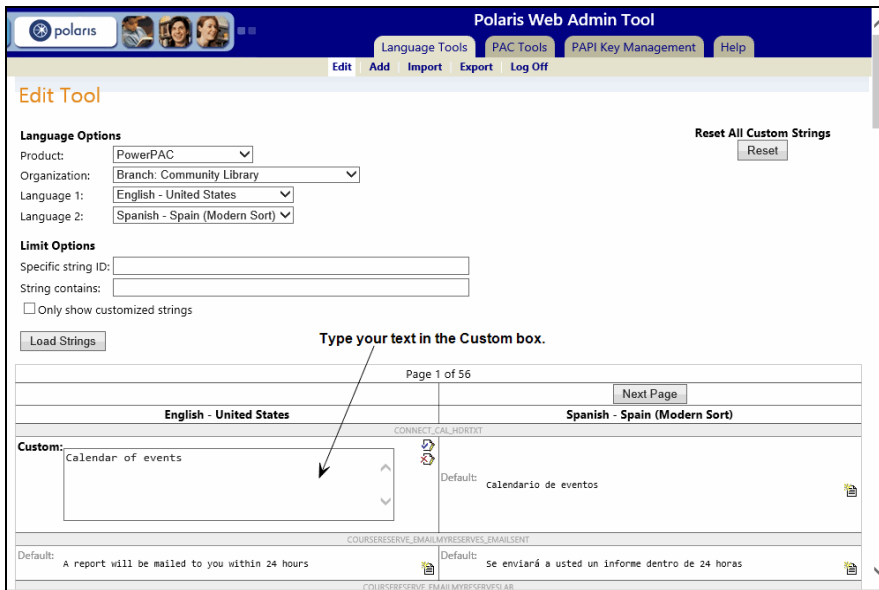 polaris
Polaris Web Admin Tool
Language Tools PAC Tools PAPI Key Management Help
Edit Add Import Export Log Off
Edit Tool
Language Options
Reset All Custom Strings
Product: PowerPAC
Reset
Organization: Branch: Community Library
Language 1: English - United States
Language 2: Spanish - Spain (Modern Sort)
Limit Options
Specific string ID:
String contains:
Only show customized strings
Load Strings
Type your text in the Custom box.
Page 1 of 56
Next Page
English - United States Spanish - Spain (Modern Sort)
CONNECT_CAL_HORTXT
Custom: Calendar of events
Default: Calendario de eventos
COURSERESERVE_EMAILMYRESERVES_EMAILSENT
Default: A report will be mailed to you within 24 hours Default: Se enviará a usted un informe dentro de 24 horas
COURSERESERVE_EMAILMYRESERVESLAB